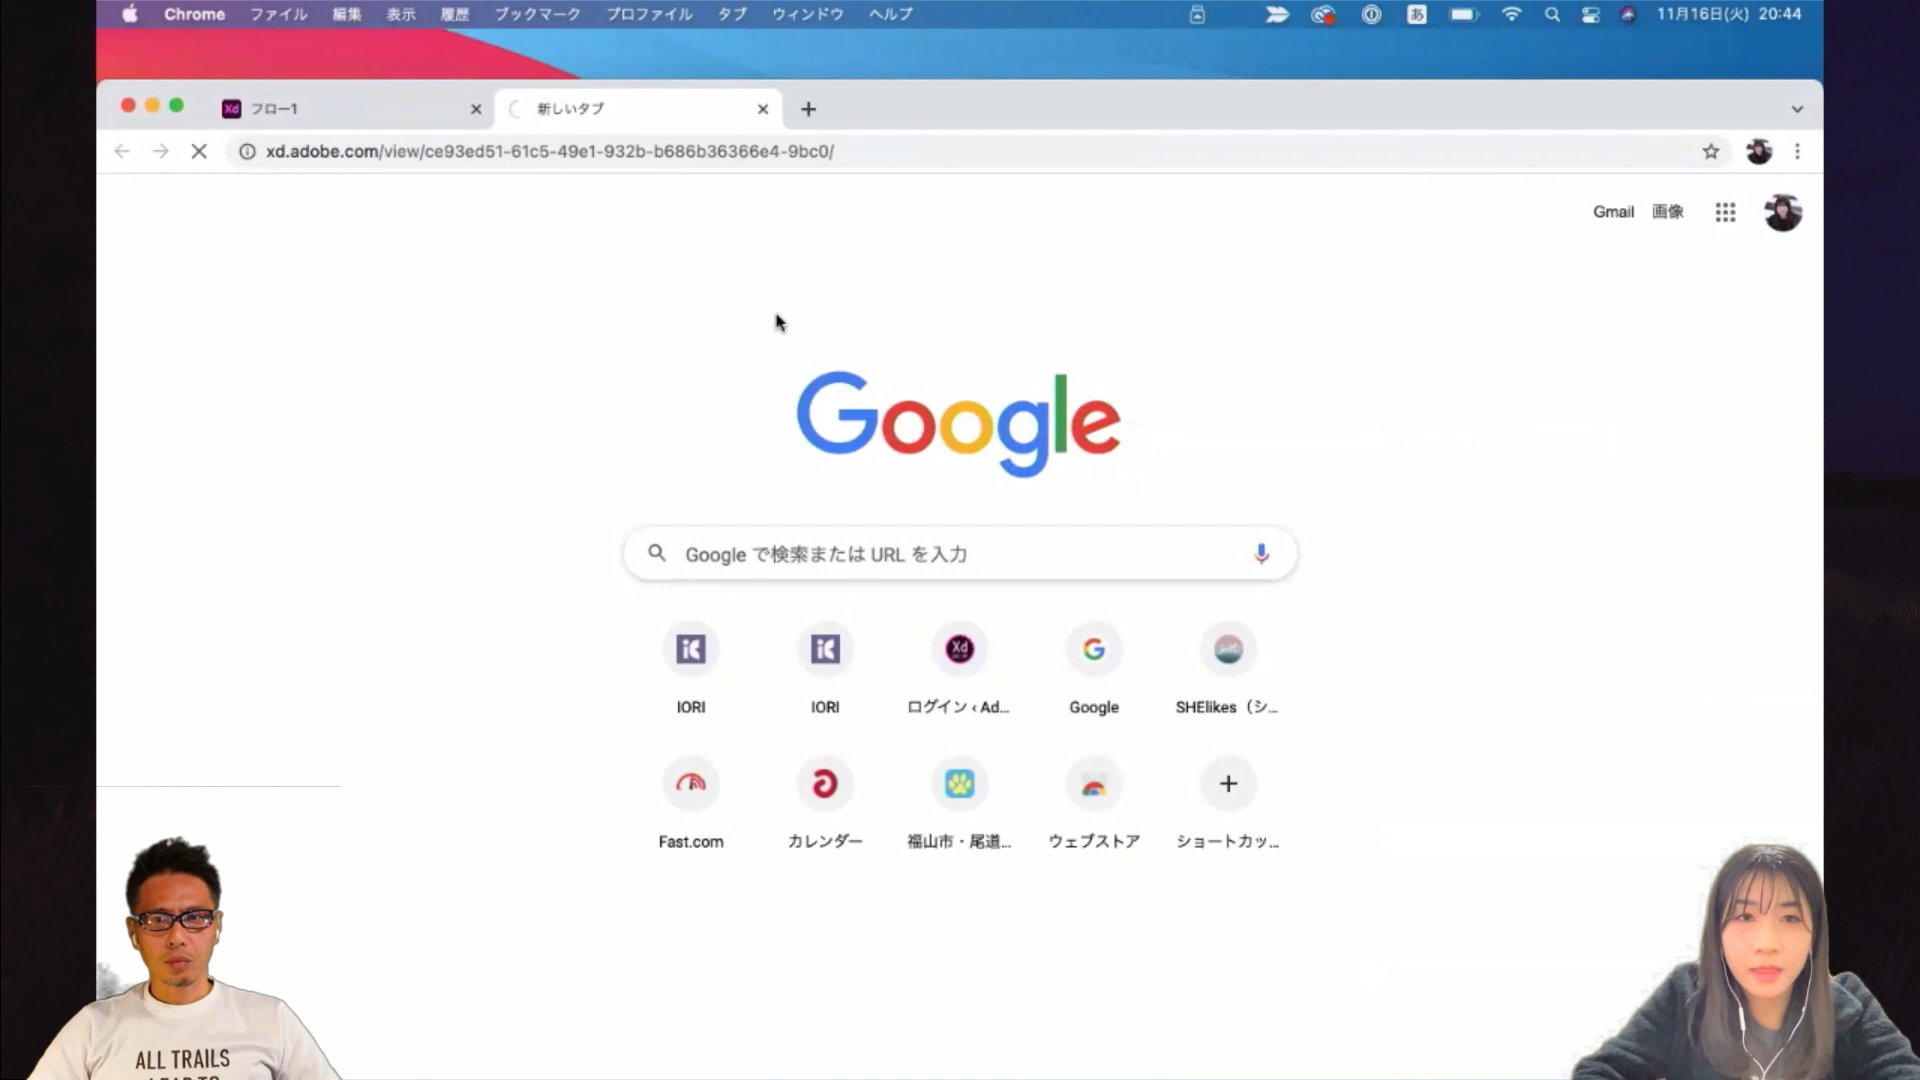 Chrome ファイル 編集 表示 履歴 ブックマーク プロファイル タブ ウィンドウ ヘルプ あ 11月16日(火) 20:44
Xd フロー1 新しいタブ
xd.adobe.com/view/ce93ed51-61c5-49e1-932b-b686b36366e4-9bc0/
Gmail 画像
Google
Google で検索または URL を入力
IORI IORI ログイン ‹ Ad... Google SHElikes（シ...
Fast.com カレンダー 福山市・尾道... ウェブストア ショートカッ...
ALL TRAILS
LEAD TO